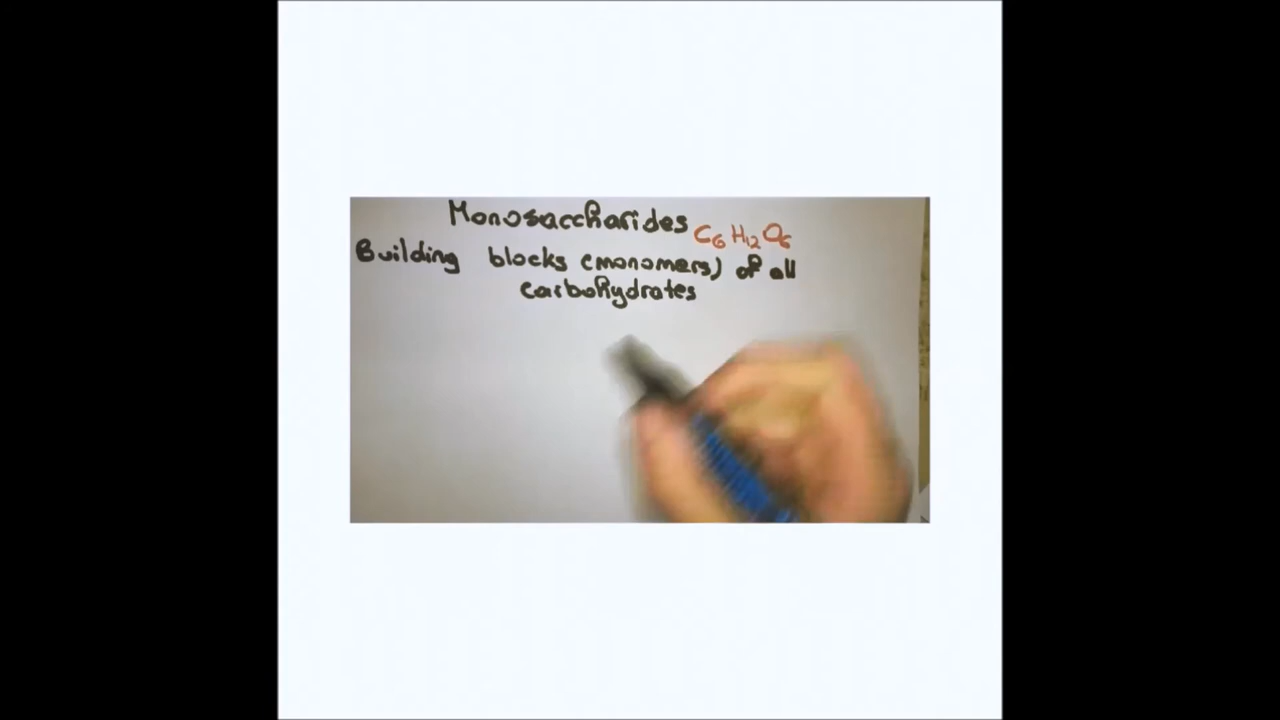 Monosaccharides C6H12O6
Building blocks (monomers) of all
carbohydrates